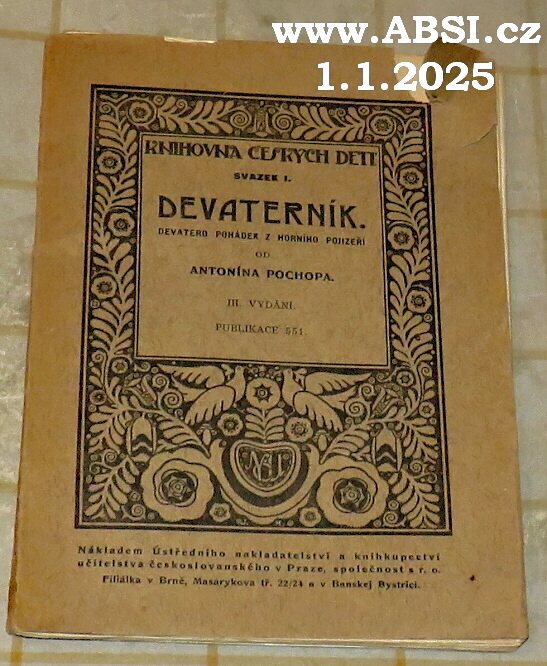 www.ABSI.cz
1.1.2025
KNIHOVNA ČESKÝCH DĚTÍ
SVAZEK I.
DEVATERNÍK.
DEVATERO POHÁDEK Z HORNÍHO POJIZEŘÍ
OD
ANTONÍNA POCHOPA.
III. VYDÁNÍ.
PUBLIKACE 551.
Nákladem Ústředního nakladatelství a knihkupectví
učitelstva československého v Praze, společnost s r. o.
Filiálka v Brně, Masarykova tř. 22/24 a v Banskej Bystrici.